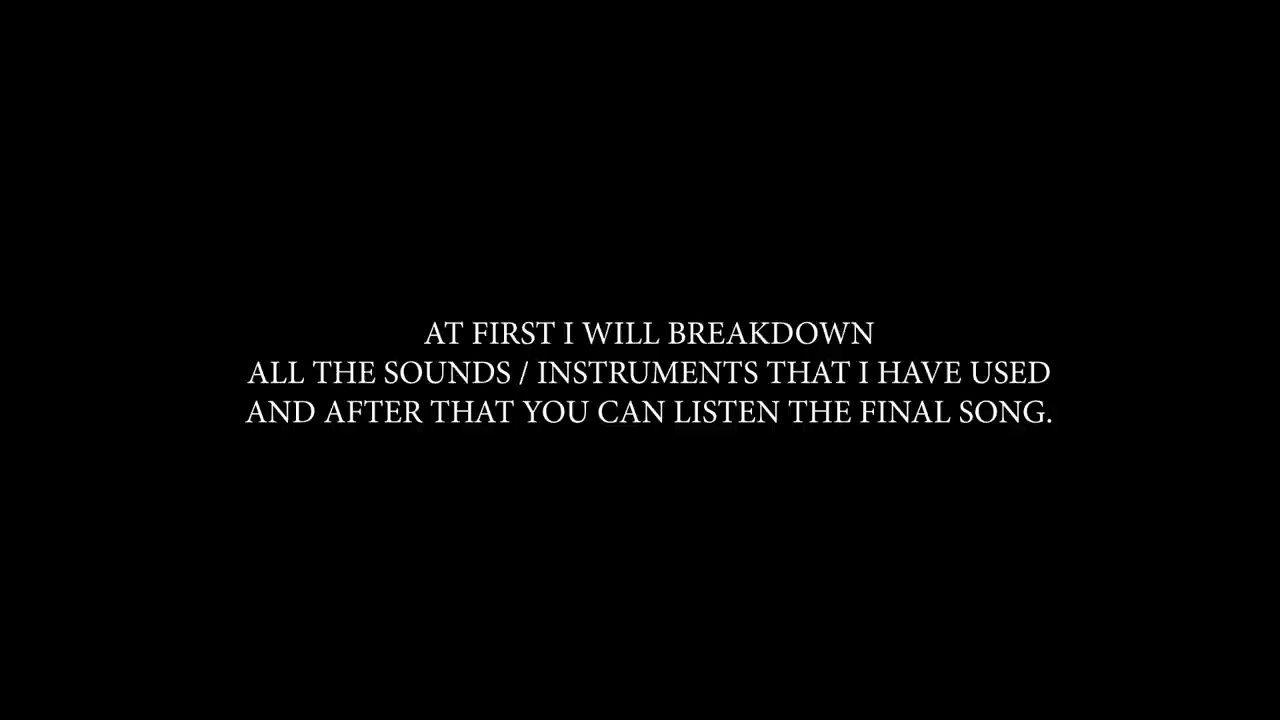 AT FIRST I WILL BREAKDOWN
ALL THE SOUNDS / INSTRUMENTS THAT I HAVE USED
AND AFTER THAT YOU CAN LISTEN THE FINAL SONG.